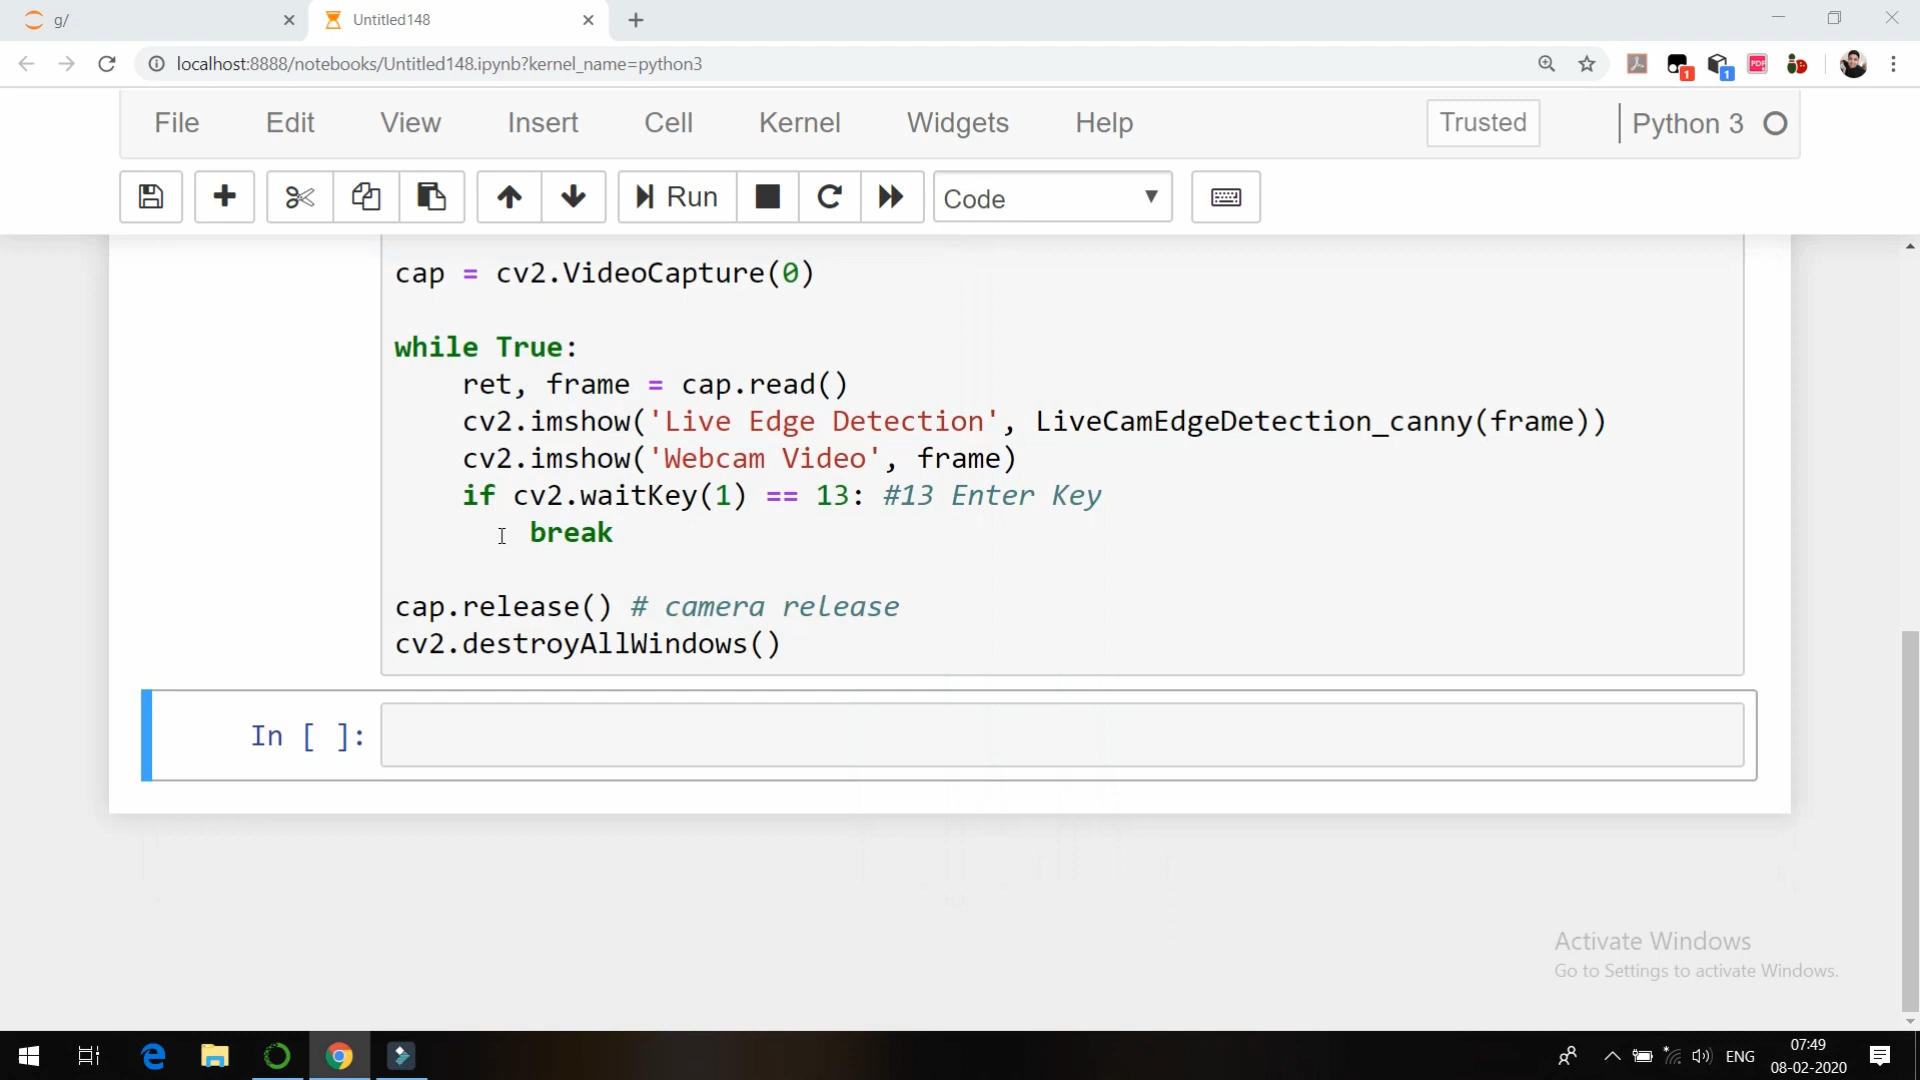 g/
Untitled148
localhost:8888/notebooks/Untitled148.ipynb?kernel_name=python3
1
1
PDF
File Edit View Insert Cell Kernel Widgets Help Trusted Python 3
Run Code
cap = cv2.VideoCapture(0)
while True:
ret, frame = cap.read()
cv2.imshow('Live Edge Detection', LiveCamEdgeDetection_canny(frame))
cv2.imshow('Webcam Video', frame)
if cv2.waitKey(1) == 13: #13 Enter Key
break
cap.release() # camera release
cv2.destroyAllWindows()
In [ ]:
Activate Windows
Go to Settings to activate Windows.
ENG
07:49
08-02-2020